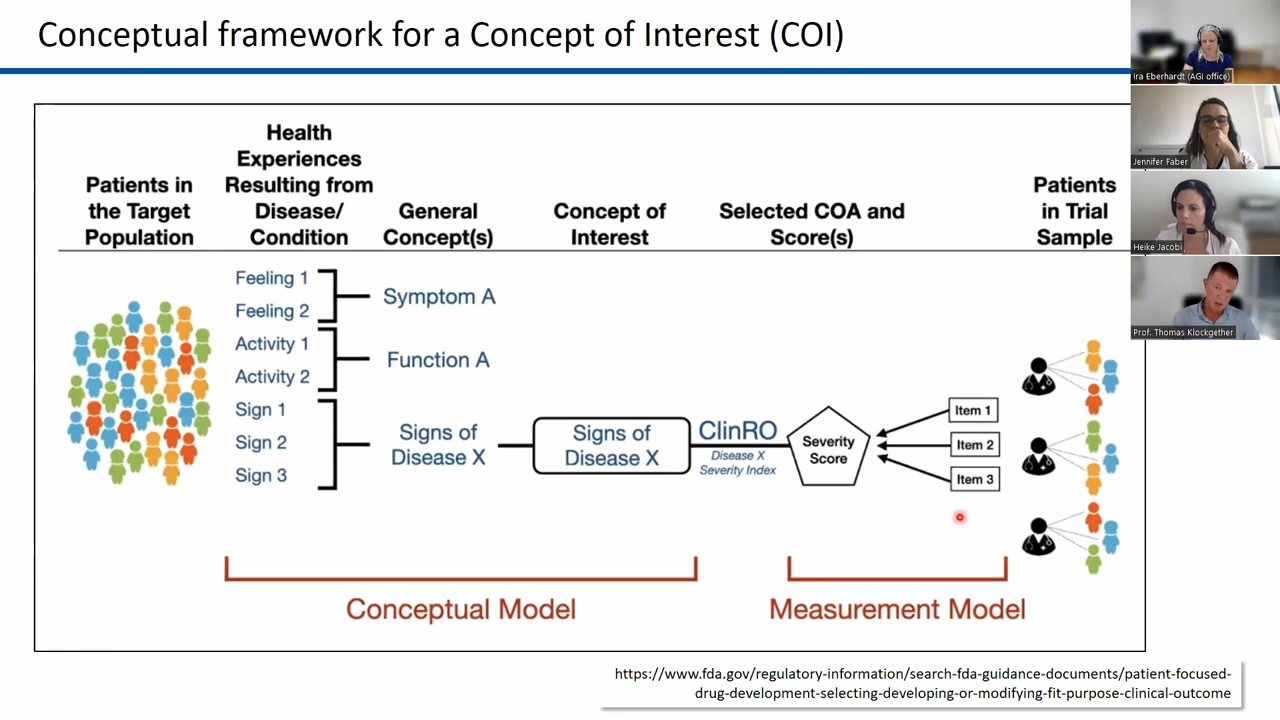 Conceptual framework for a Concept of Interest (COI)
Patients in
the Target
Population
Health
Experiences
Resulting from
Disease/
Condition
General
Concept(s)
Concept of
Interest
Selected COA and
Score(s)
Patients
in Trial
Sample
Feeling 1
Feeling 2
Activity 1
Activity 2
Sign 1
Sign 2
Sign 3
Symptom A
Function A
Signs of
Disease X
Signs of
Disease X
ClinRO
Disease X
Severity Index
Severity
Score
Item 1
Item 2
Item 3
Conceptual Model
Measurement Model
https://www.fda.gov/regulatory-information/search-fda-guidance-documents/patient-focused-
drug-development-selecting-developing-or-modifying-fit-purpose-clinical-outcome
Ira Eberhardt (AGI office)
Jennifer Faber
Heike Jacobi
Prof. Thomas Klockgether